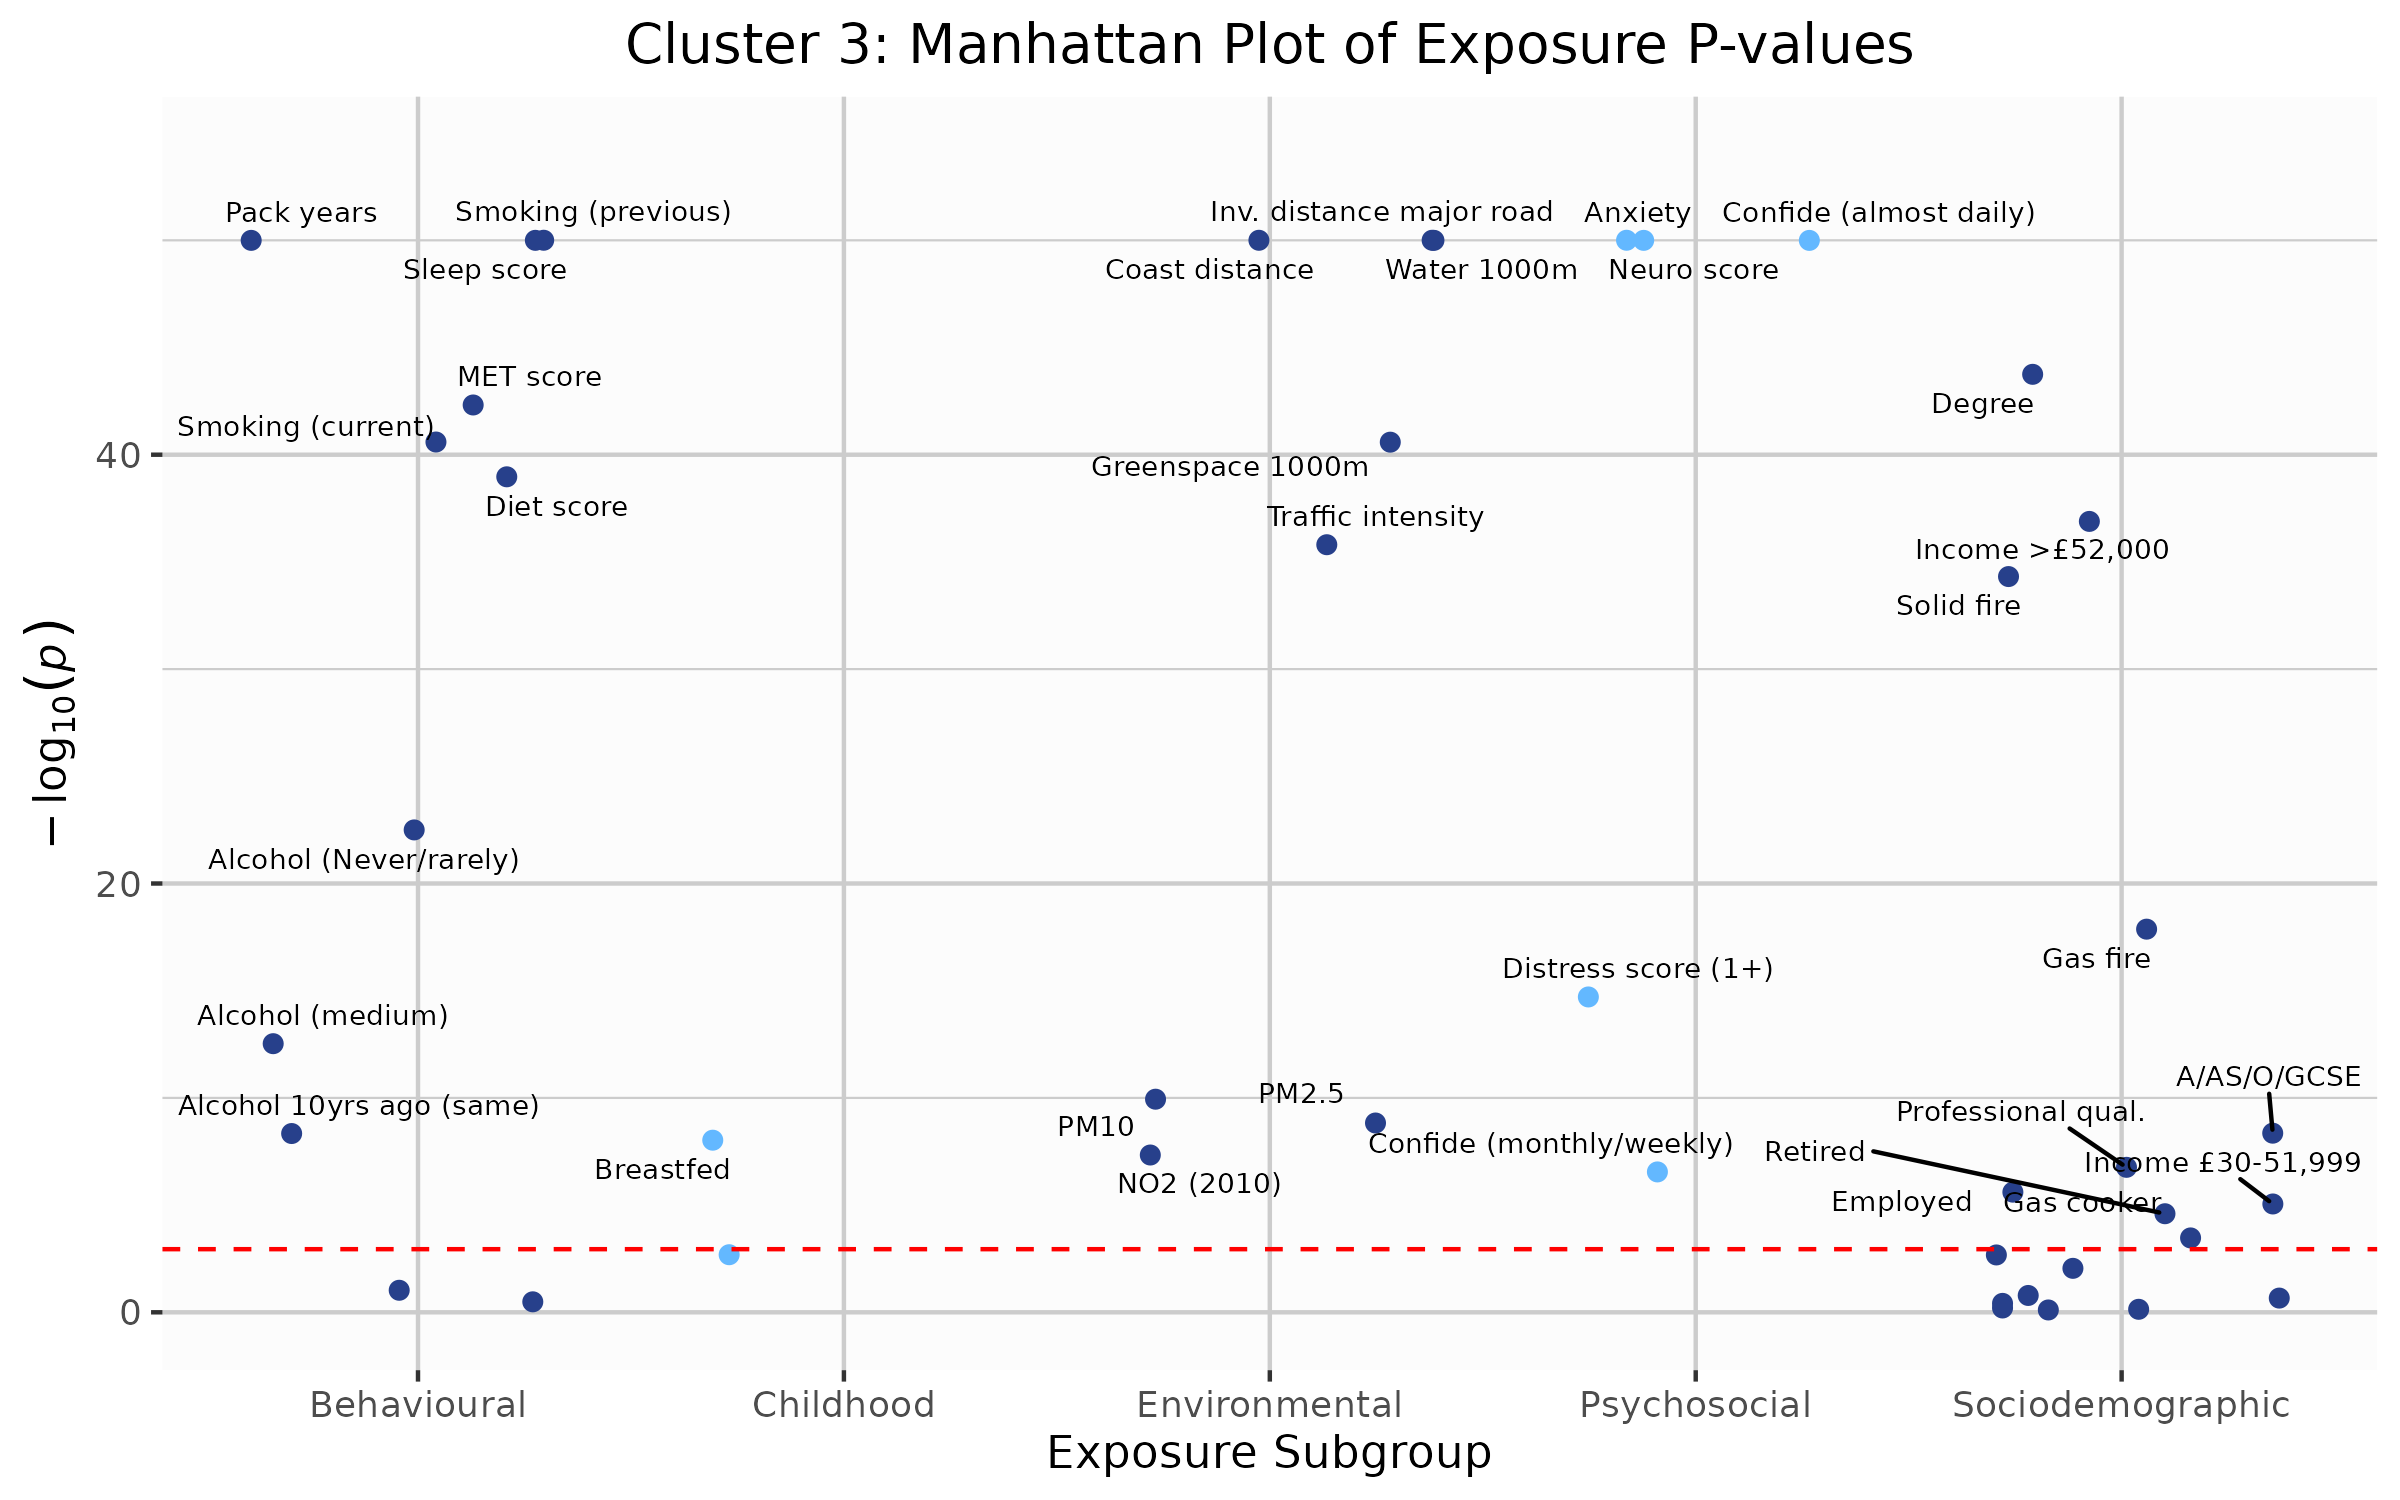 Cluster 3: Manhattan Plot of Exposure P-values
Pack years
Smoking (previous)
Inv. distance major road
Anxiety
Confide (almost daily)
Sleep score
Coast distance
Water 1000m
Neuro score
MET score
Degree
Smoking (current)
40
Greenspace 1000m
Diet score
Traffic intensity
Income >£52,000
Solid fire
− log10(p)
Alcohol (Never/rarely)
20
Gas fire
Distress score (1+)
Alcohol (medium)
A/AS/O/GCSE
PM2.5
Alcohol 10yrs ago (same)
Professional qual.
PM10
Confide (monthly/weekly)
Retired
Income £30-51,999
Breastfed
NO2 (2010)
Employed
Gas cooker
0
Behavioural
Childhood
Environmental
Psychosocial
Sociodemographic
Exposure Subgroup